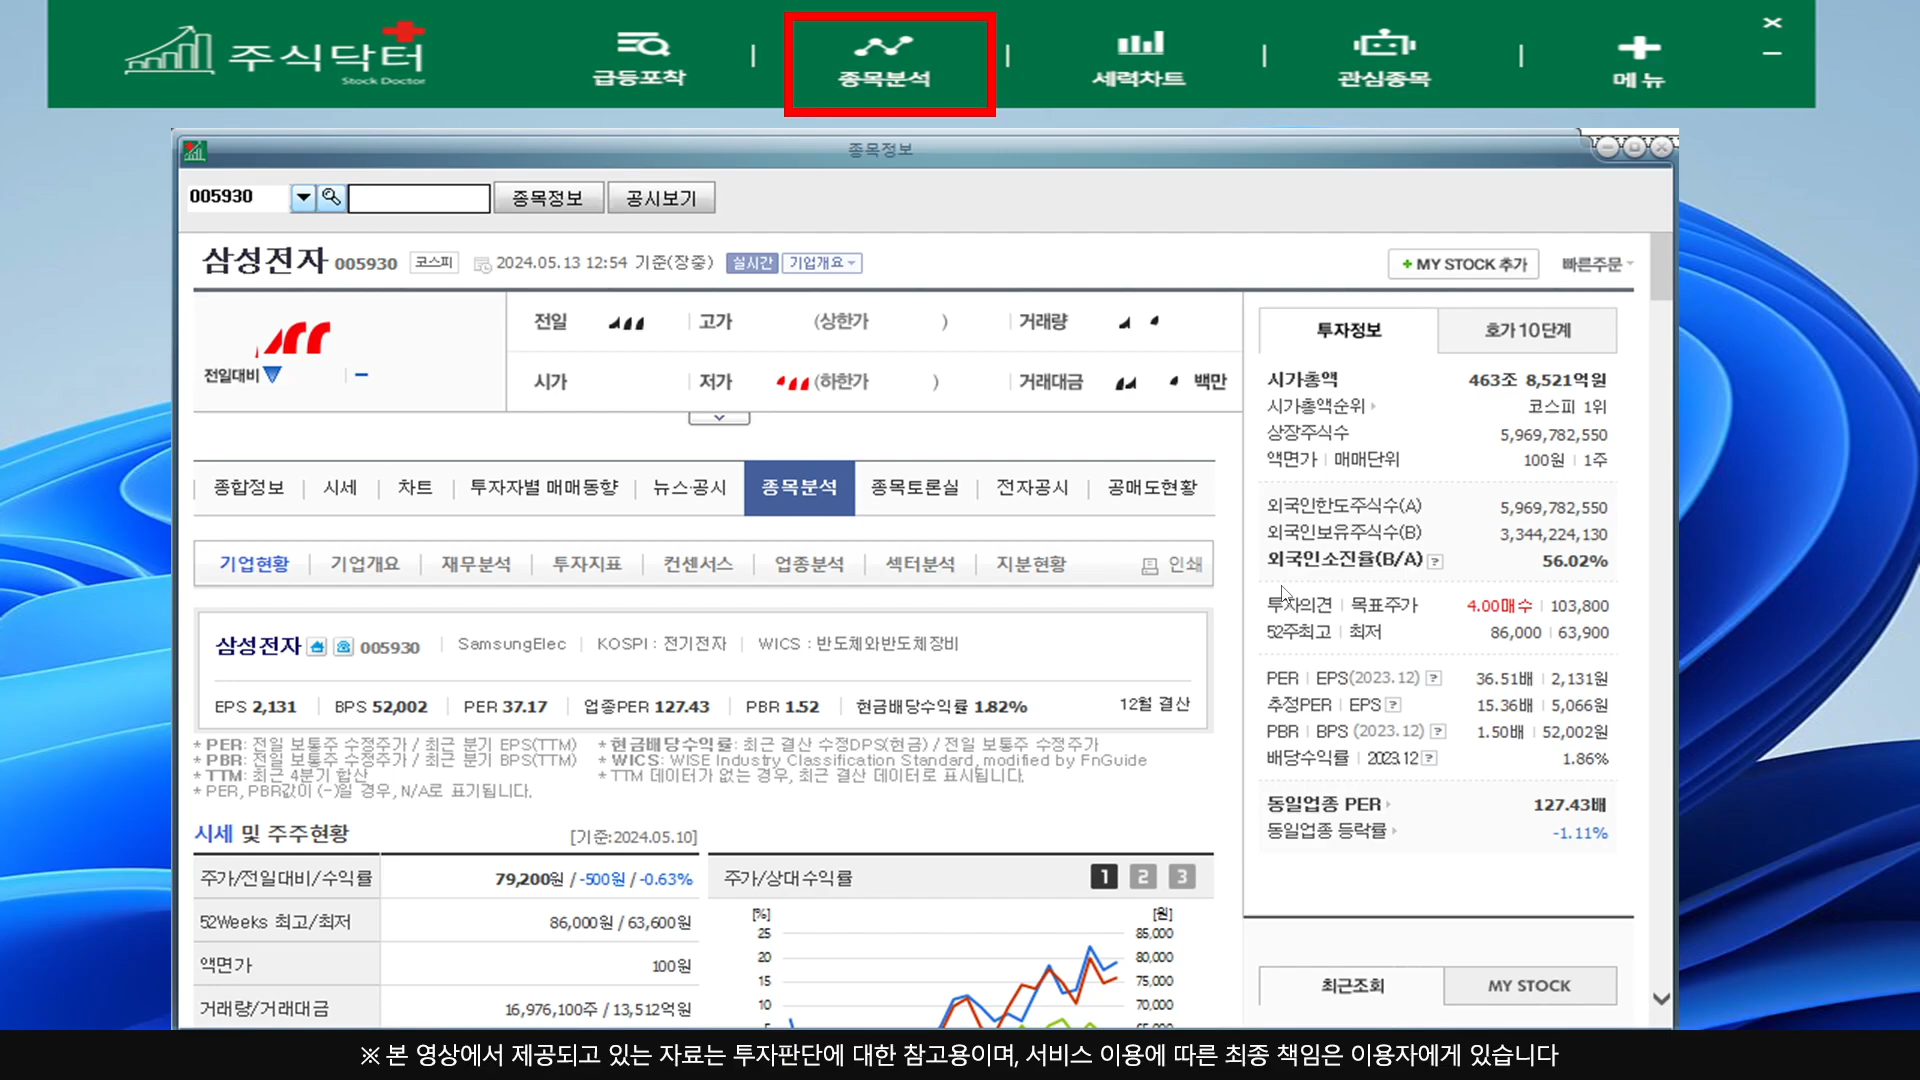 주식닥터
Stock Doctor
급등포착
종목분석
세력차트
관심종목
메뉴
종목정보
005930
종목정보
공시보기
삼성전자 005930 코스피 2024.05.13 12:54 기준(장중) 실시간 기업개요
+ MY STOCK 추가
빠른주문
전일 고가 (상한가 ) 거래량
전일대비
시가 저가 (하한가 ) 거래대금 백만
종합정보 시세 차트 투자자별 매매동향 뉴스·공시 종목분석 종목토론실 전자공시 공매도현황
기업현황 기업개요 재무분석 투자지표 컨센서스 업종분석 섹터분석 지분현황 인쇄
삼성전자 005930 SamsungElec KOSPI : 전기전자 WICS : 반도체와반도체장비
EPS 2,131 BPS 52,002 PER 37.17 업종PER 127.43 PBR 1.52 현금배당수익률 1.82% 12월 결산
* PER: 전일 보통주 수정주가 / 최근 분기 EPS(TTM)
* PBR: 전일 보통주 수정주가 / 최근 분기 BPS(TTM)
* TTM: 최근 4분기 합산
* PER, PBR값이 (-)일 경우, N/A로 표기됩니다.
* 현금배당수익률: 최근 결산 수정DPS(현금) / 전일 보통주 수정주가
* WICS: WISE Industry Classification Standard, modified by FnGuide
* TTM 데이터가 없는 경우, 최근 결산 데이터로 표시됩니다.
시세 및 주주현황 [기준:2024.05.10]
주가/전일대비/수익률 79,200원 / -500원 / -0.63%
52Weeks 최고/최저 86,000원 / 63,600원
액면가 100원
거래량/거래대금 16,976,100주 / 13,512억원
주가/상대수익률 1 2 3
[%] [원]
25 85,000
20 80,000
15 75,000
10 70,000
5 65,000
투자정보 호가 10단계
시가총액 463조 8,521억원
시가총액순위 코스피 1위
상장주식수 5,969,782,550
액면가 | 매매단위 100원 | 1주
외국인한도주식수(A) 5,969,782,550
외국인보유주식수(B) 3,344,224,130
외국인소진율(B/A) ? 56.02%
투자의견 | 목표주가 4.00매수 | 103,800
52주최고 | 최저 86,000 | 63,900
PER | EPS(2023.12) ? 36.51배 | 2,131원
추정PER | EPS ? 15.36배 | 5,066원
PBR | BPS (2023.12) ? 1.50배 | 52,002원
배당수익률 | 2023.12 ? 1.86%
동일업종 PER 127.43배
동일업종 등락률 -1.11%
최근조회 MY STOCK
※ 본 영상에서 제공되고 있는 자료는 투자판단에 대한 참고용이며, 서비스 이용에 따른 최종 책임은 이용자에게 있습니다